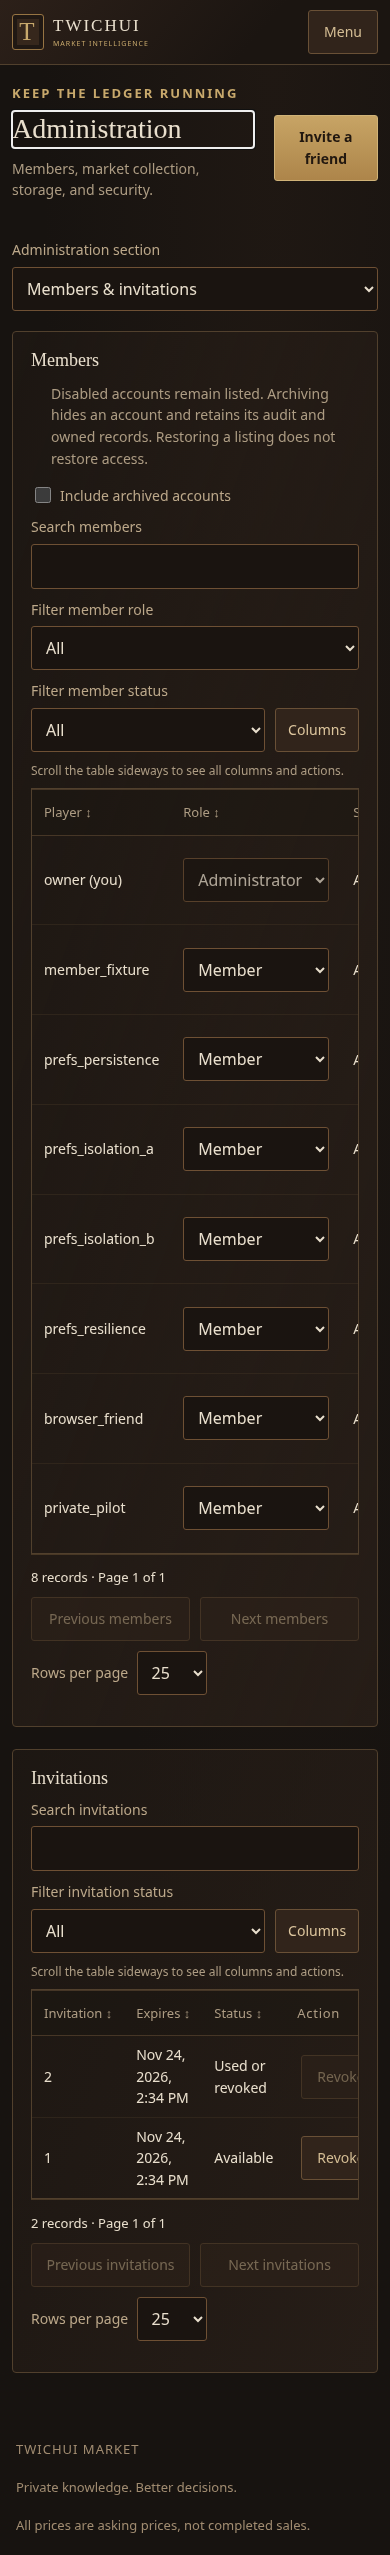 T
TWICHUI
MARKET INTELLIGENCE
Menu
KEEP THE LEDGER RUNNING
Administration
Members, market collection,
storage, and security.
Invite a
friend
Administration section
Members & invitations
Members
Disabled accounts remain listed. Archiving
hides an account and retains its audit and
owned records. Restoring a listing does not
restore access.
Include archived accounts
Search members
Filter member role
All
Filter member status
All
Columns
Scroll the table sideways to see all columns and actions.
Player ↕ Role ↕
owner (you) Administrator
member_fixture Member
prefs_persistence Member
prefs_isolation_a Member
prefs_isolation_b Member
prefs_resilience Member
browser_friend Member
private_pilot Member
8 records · Page 1 of 1
Previous members Next members
Rows per page 25
Invitations
Search invitations
Filter invitation status
All
Columns
Scroll the table sideways to see all columns and actions.
Invitation ↕ Expires ↕ Status ↕ Action
2
Nov 24,
2026,
2:34 PM
Used or
revoked
1
Nov 24,
2026,
2:34 PM
Available
2 records · Page 1 of 1
Previous invitations Next invitations
Rows per page 25
TWICHUI MARKET
Private knowledge. Better decisions.
All prices are asking prices, not completed sales.